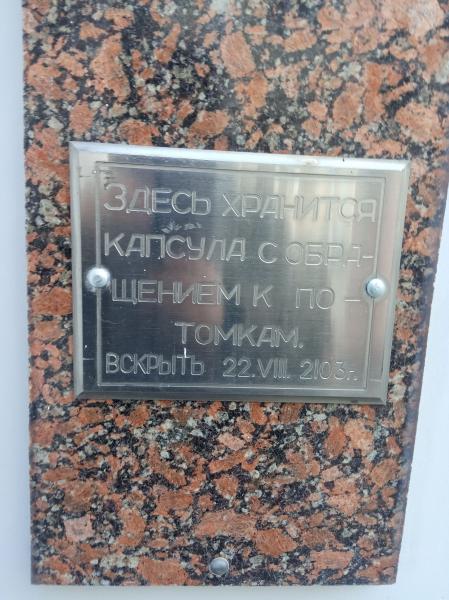 ЗДЕСЬ ХРАНИТСЯ
КАПСУЛА С ОБРА-
ЩЕНИЕМ К ПО-
ТОМКАМ.
ВСКРЫТЬ 22.VIII. 2103г.